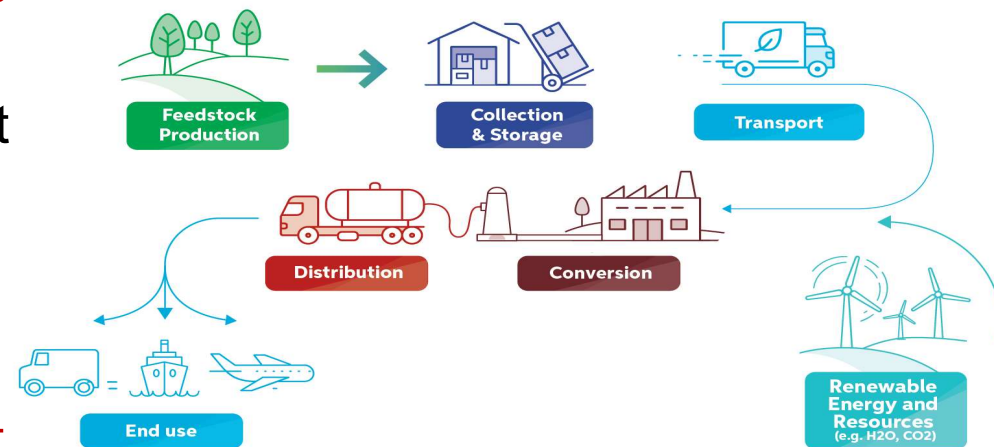 Feedstock
Production
Collection
& Storage
Transport
t
Distribution
Conversion
End use
Renewable
Energy and
Resources
(e.g. H2O, CO2)